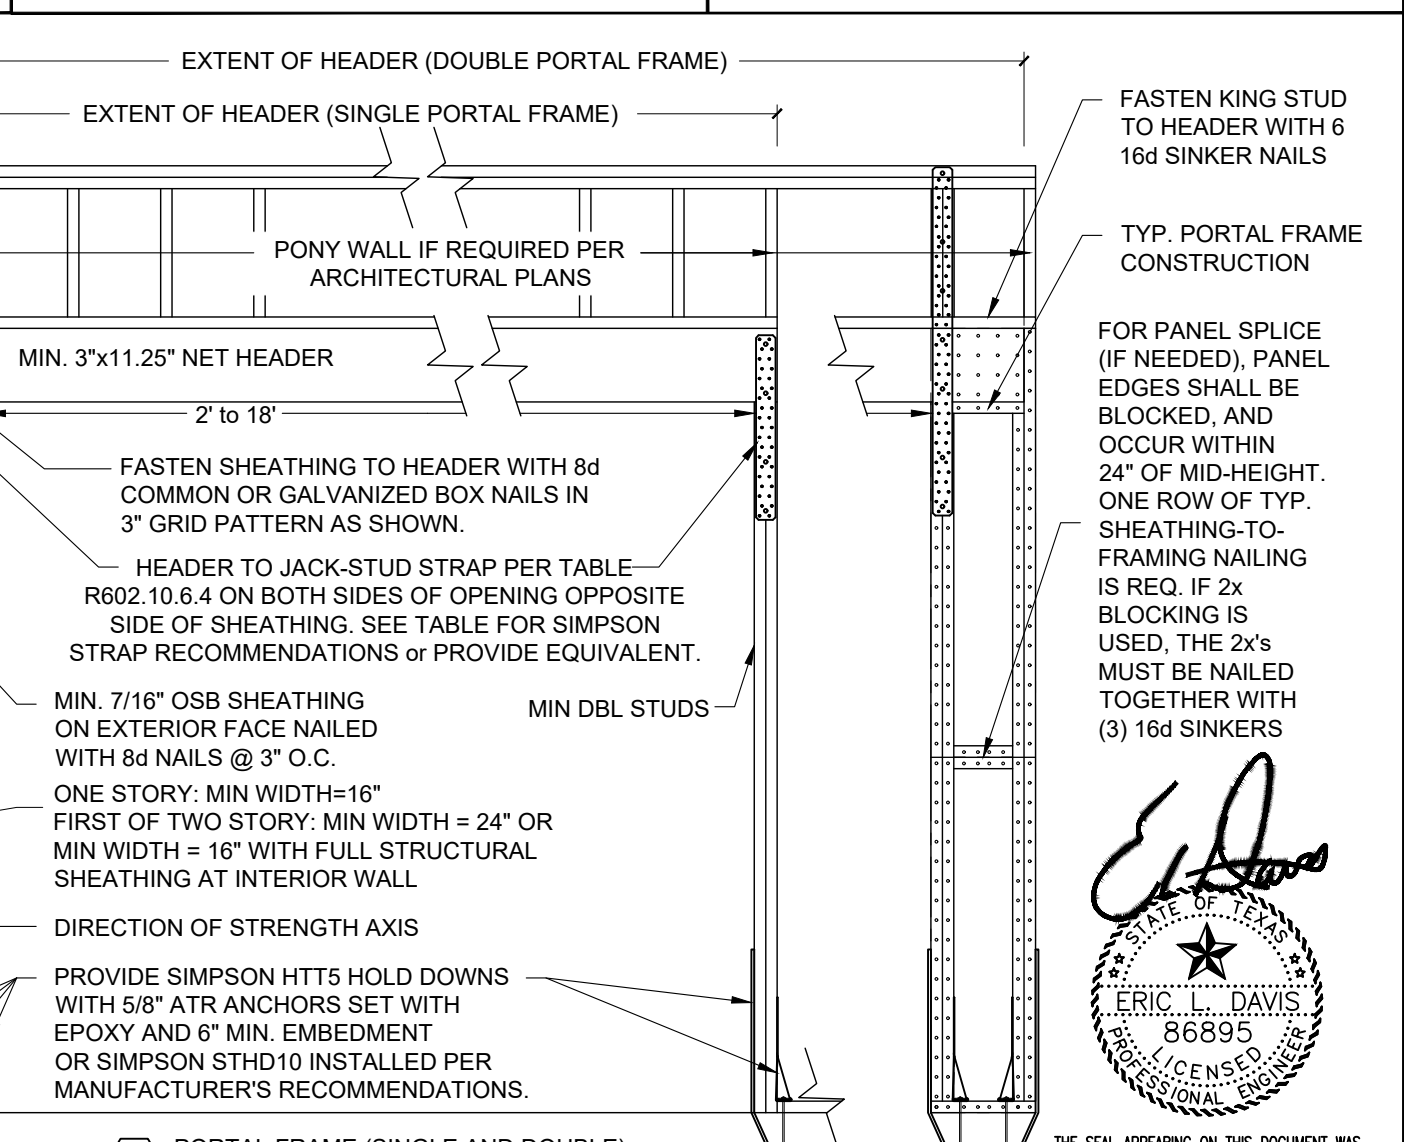 EXTENT OF HEADER (DOUBLE PORTAL FRAME)
EXTENT OF HEADER (SINGLE PORTAL FRAME)
FASTEN KING STUD
TO HEADER WITH 6
16d SINKER NAILS
PONY WALL IF REQUIRED PER
ARCHITECTURAL PLANS
TYP. PORTAL FRAME
CONSTRUCTION
MIN. 3"x11.25" NET HEADER
2' to 18'
FOR PANEL SPLICE
(IF NEEDED), PANEL
EDGES SHALL BE
BLOCKED, AND
OCCUR WITHIN
24" OF MID-HEIGHT.
ONE ROW OF TYP.
SHEATHING-TO-
FRAMING NAILING
IS REQ. IF 2x
BLOCKING IS
USED, THE 2x's
MUST BE NAILED
TOGETHER WITH
(3) 16d SINKERS
FASTEN SHEATHING TO HEADER WITH 8d
COMMON OR GALVANIZED BOX NAILS IN
3" GRID PATTERN AS SHOWN.
HEADER TO JACK-STUD STRAP PER TABLE
R602.10.6.4 ON BOTH SIDES OF OPENING OPPOSITE
SIDE OF SHEATHING. SEE TABLE FOR SIMPSON
STRAP RECOMMENDATIONS or PROVIDE EQUIVALENT.
MIN. 7/16" OSB SHEATHING
ON EXTERIOR FACE NAILED
WITH 8d NAILS @ 3" O.C.
MIN DBL STUDS
ONE STORY: MIN WIDTH=16"
FIRST OF TWO STORY: MIN WIDTH = 24" OR
MIN WIDTH = 16" WITH FULL STRUCTURAL
SHEATHING AT INTERIOR WALL
DIRECTION OF STRENGTH AXIS
PROVIDE SIMPSON HTT5 HOLD DOWNS
WITH 5/8" ATR ANCHORS SET WITH
EPOXY AND 6" MIN. EMBEDMENT
OR SIMPSON STHD10 INSTALLED PER
MANUFACTURER'S RECOMMENDATIONS.
STATE OF TEXAS
ERIC L. DAVIS
86895
LICENSED
PROFESSIONAL ENGINEER
PORTAL FRAME (SINGLE AND DOUBLE)
THE SEAL APPEARING ON THIS DOCUMENT WAS